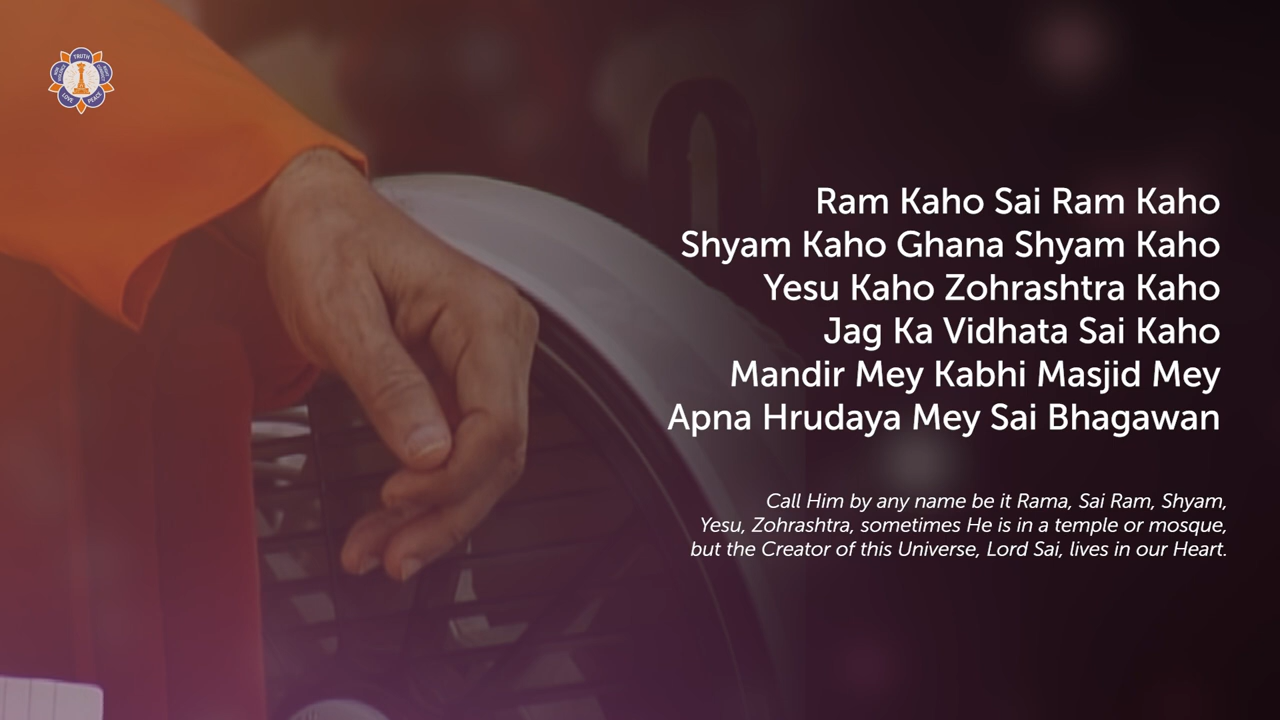 TRUTH
LOVE
PEACE
Ram Kaho Sai Ram Kaho
Shyam Kaho Ghana Shyam Kaho
Yesu Kaho Zohrashtra Kaho
Jag Ka Vidhata Sai Kaho
Mandir Mey Kabhi Masjid Mey
Apna Hrudaya Mey Sai Bhagawan
Call Him by any name be it Rama, Sai Ram, Shyam,
Yesu, Zohrashtra, sometimes He is in a temple or mosque,
but the Creator of this Universe, Lord Sai, lives in our Heart.